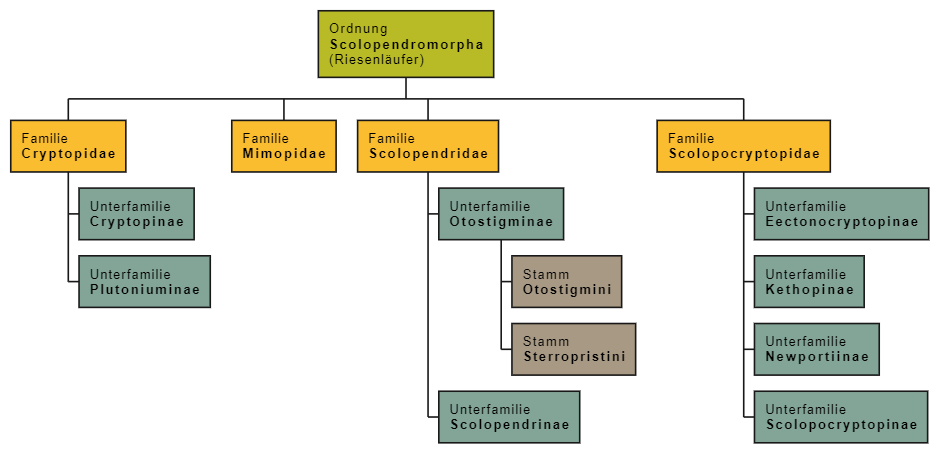 Ordnung
Scolopendromorpha
(Riesenläufer)
Familie
Cryptopidae
Familie
Mimopidae
Familie
Scolopendridae
Familie
Scolopocryptopidae
Unterfamilie
Cryptopinae
Unterfamilie
Plutoniuminae
Unterfamilie
Otostigminae
Stamm
Otostigmini
Stamm
Sterropristini
Unterfamilie
Scolopendrinae
Unterfamilie
Eectonocryptopinae
Unterfamilie
Kethopinae
Unterfamilie
Newportiinae
Unterfamilie
Scolopocryptopinae